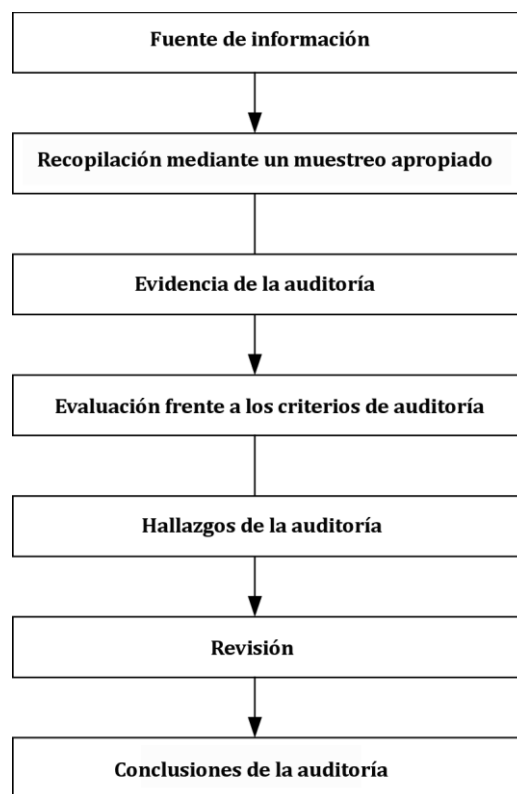 Fuente de información
Recopilación mediante un muestreo apropiado
Evidencia de la auditoría
Evaluación frente a los criterios de auditoría
Hallazgos de la auditoría
Revisión
Conclusiones de la auditoría